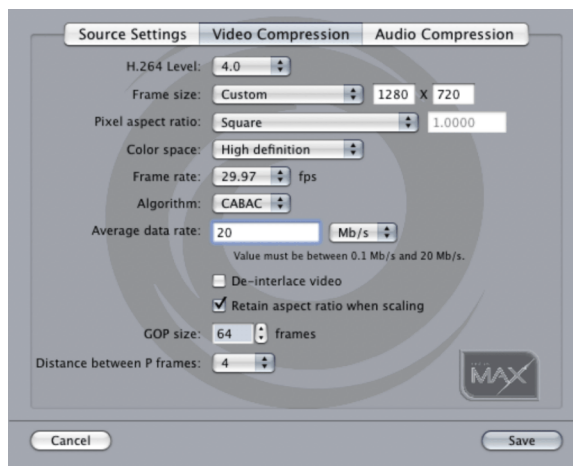 Source Settings Video Compression Audio Compression
H.264 Level: 4.0
Frame size: Custom 1280 X 720
Pixel aspect ratio: Square 1.0000
Color space: High definition
Frame rate: 29.97 fps
Algorithm: CABAC
Average data rate: 20 Mb/s
Value must be between 0.1 Mb/s and 20 Mb/s.
De-interlace video
Retain aspect ratio when scaling
GOP size: 64 frames
Distance between P frames: 4
MAX
Cancel Save